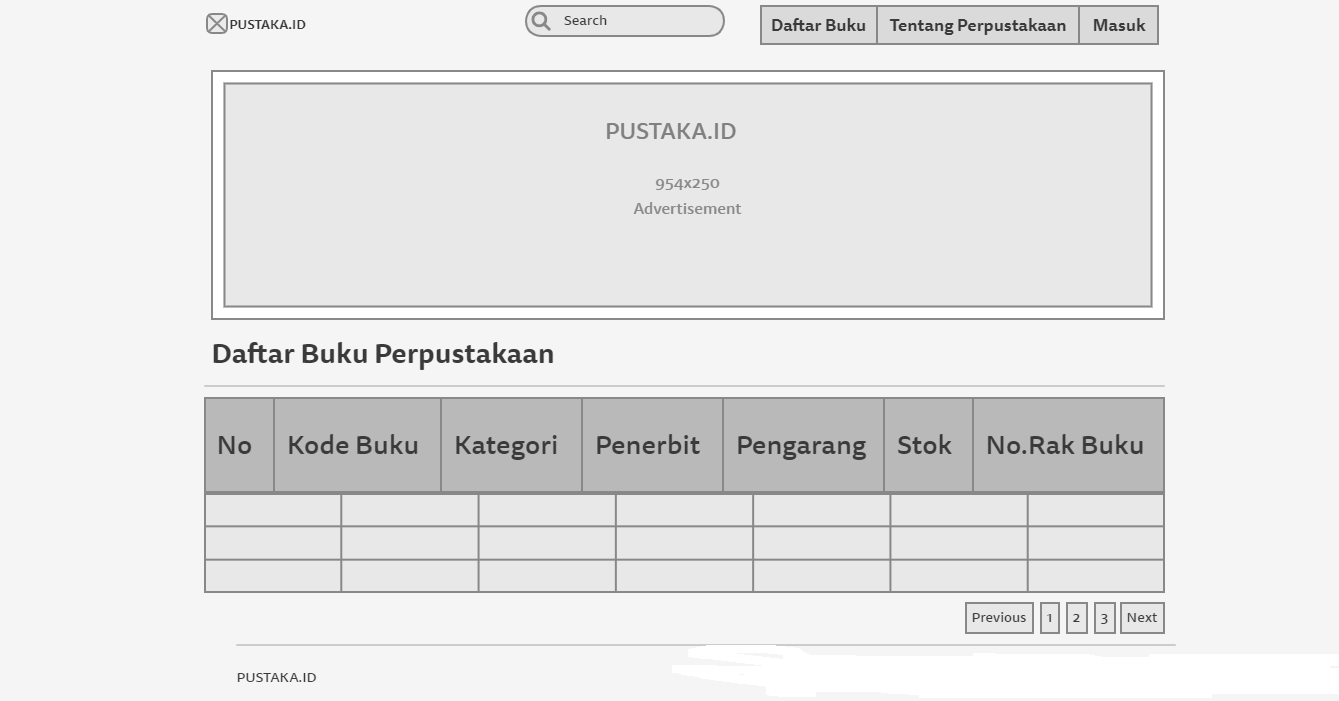 PUSTAKA.ID
Search
Daftar Buku Tentang Perpustakaan Masuk
PUSTAKA.ID
954x250
Advertisement
Daftar Buku Perpustakaan
No Kode Buku Kategori Penerbit Pengarang Stok No.Rak Buku
Previous 1 2 3 Next
PUSTAKA.ID